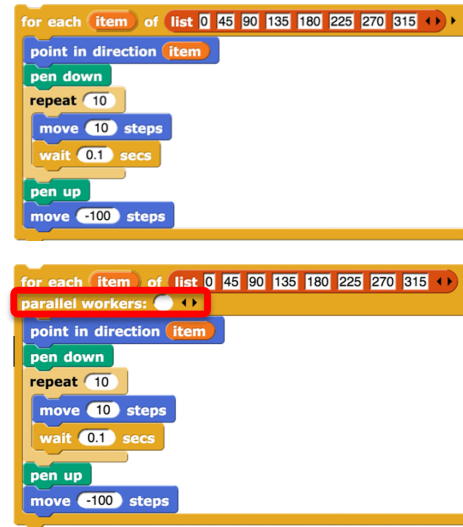 for each item of list 0 45 90 135 180 225 270 315
point in direction item
pen down
repeat 10
move 10 steps
wait 0.1 secs
pen up
move -100 steps
for each item of list 0 45 90 135 180 225 270 315
parallel workers:
point in direction item
pen down
repeat 10
move 10 steps
wait 0.1 secs
pen up
move -100 steps